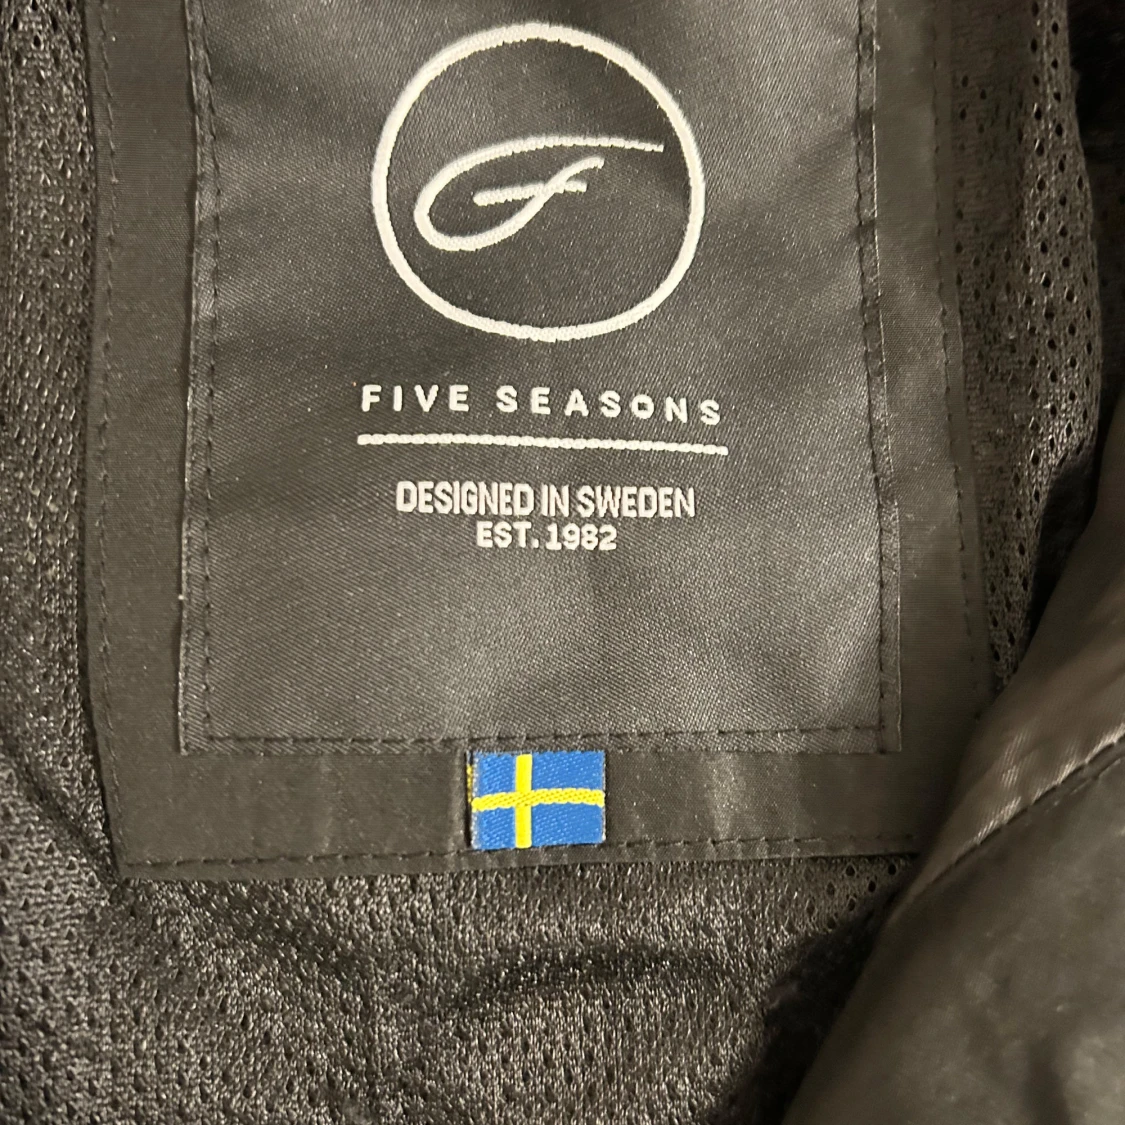 F
FIVE SEASONS
DESIGNED IN SWEDEN
EST. 1982